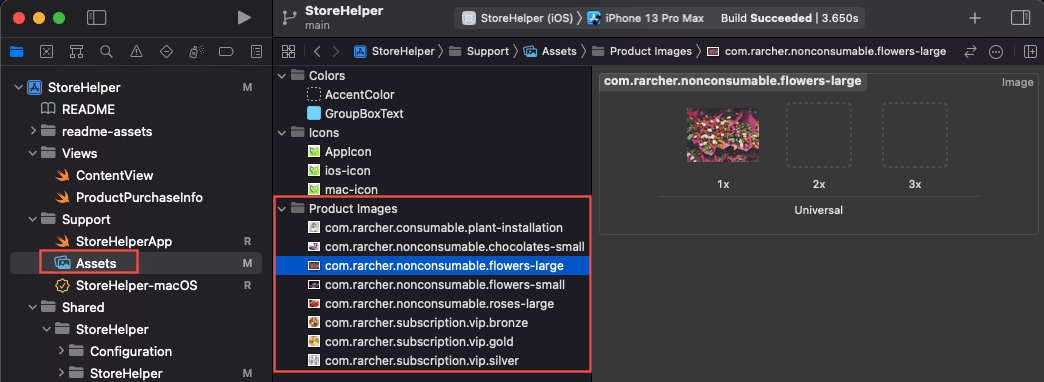 StoreHelper
main
StoreHelper (iOS) iPhone 13 Pro Max Build Succeeded | 3.650s
StoreHelper Support Assets Product Images com.rarcher.nonconsumable.flowers-large
StoreHelper M
README
readme-assets
Views
ContentView
ProductPurchaseInfo
Support
StoreHelperApp R
Assets M
StoreHelper-macOS R
Shared
StoreHelper
Configuration
StoreHelper M
Colors
AccentColor
GroupBoxText
Icons
AppIcon
ios-icon
mac-icon
Product Images
com.rarcher.consumable.plant-installation
com.rarcher.nonconsumable.chocolates-small
com.rarcher.nonconsumable.flowers-large
com.rarcher.nonconsumable.flowers-small
com.rarcher.nonconsumable.roses-large
com.rarcher.subscription.vip.bronze
com.rarcher.subscription.vip.gold
com.rarcher.subscription.vip.silver
com.rarcher.nonconsumable.flowers-large Image
1x 2x 3x
Universal